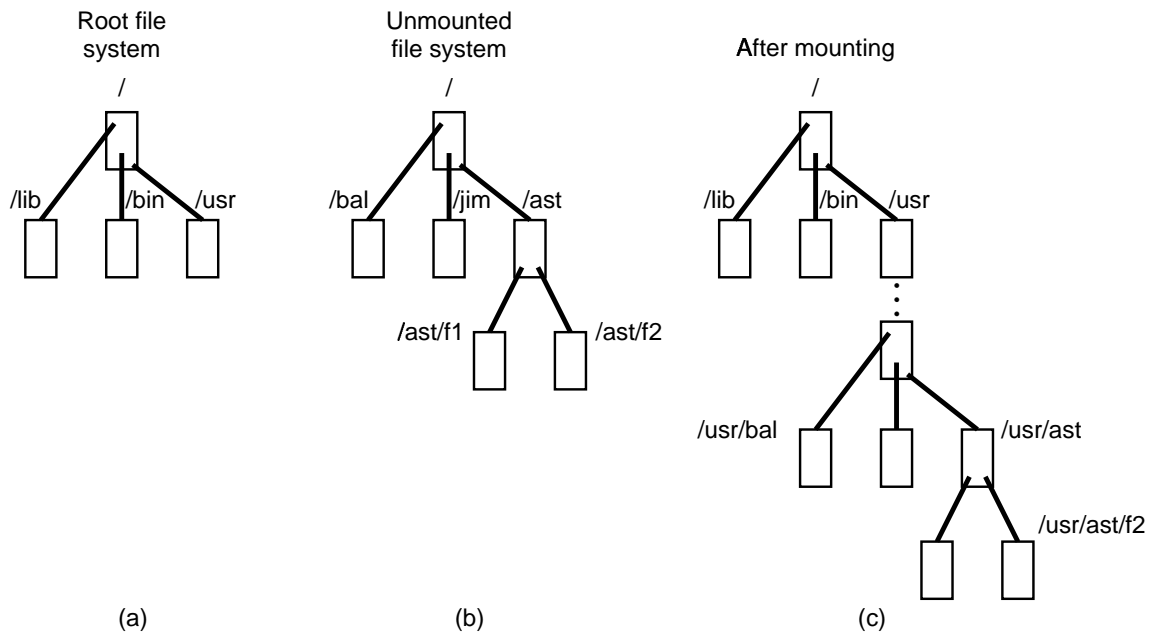 Root file
system
/
/lib
/bin
/usr
(a)
Unmounted
file system
/
/bal
/jim
/ast
/ast/f1
/ast/f2
(b)
After mounting
/
/lib
/bin
/usr
/usr/bal
/usr/ast
/usr/ast/f2
(c)